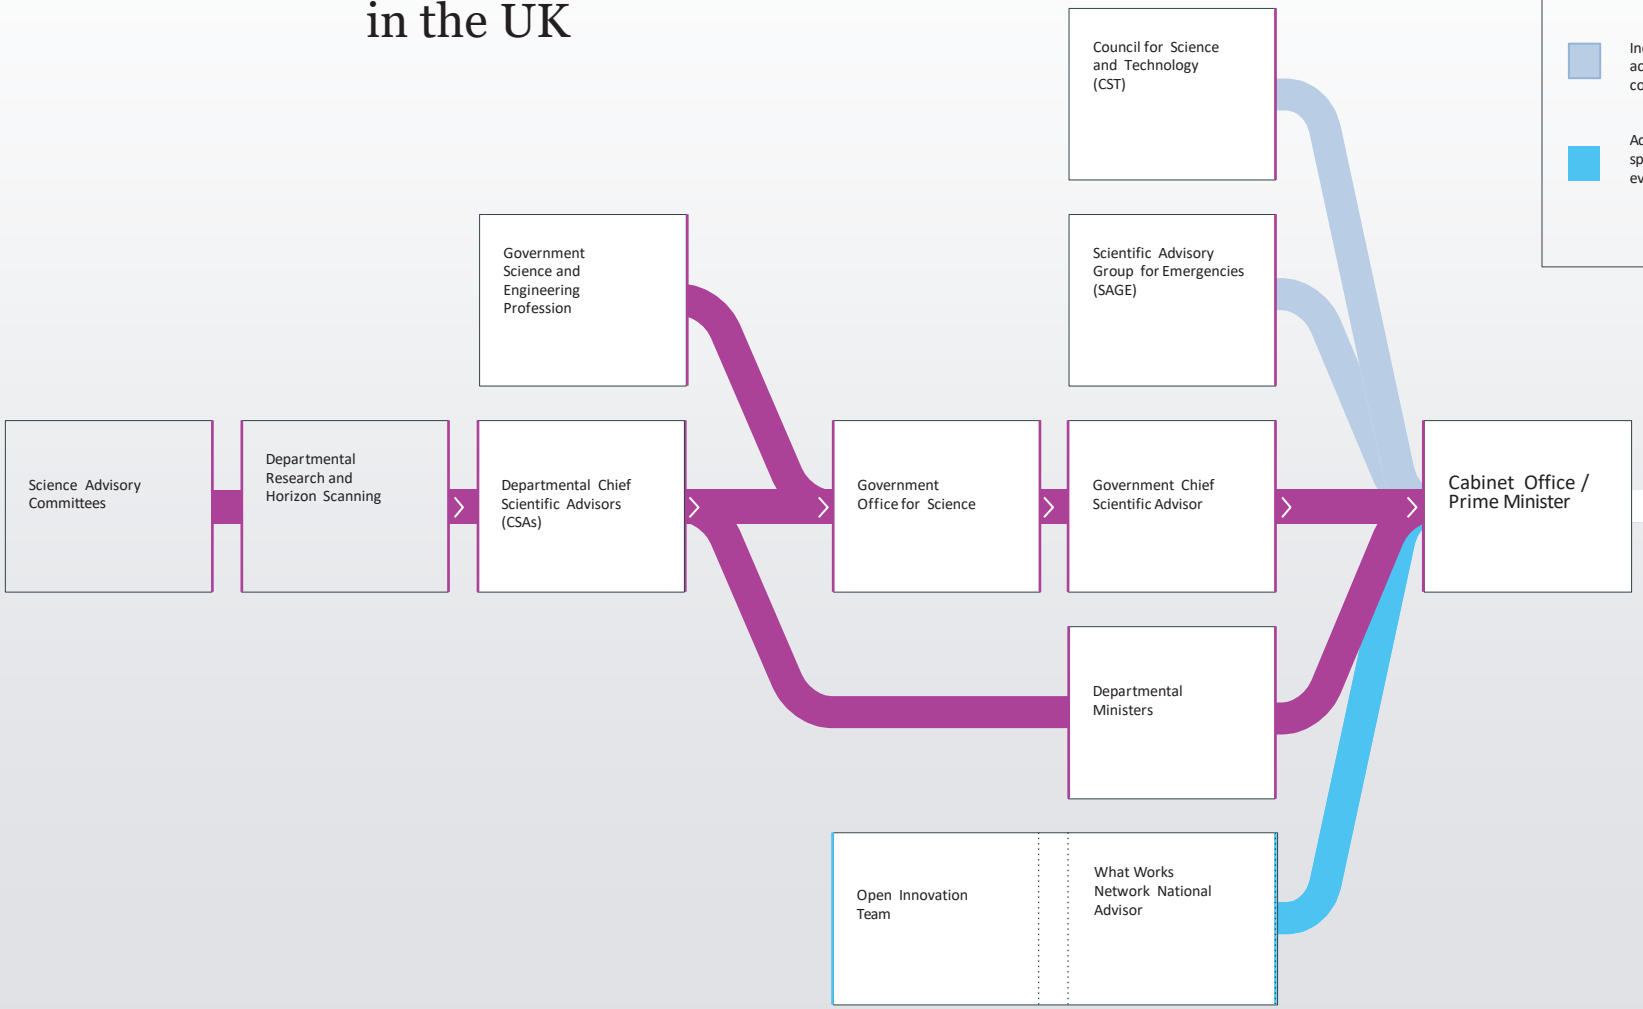 in the UK
Council for Science
and Technology
(CST)
Government
Science and
Engineering
Profession
Scientific Advisory
Group for Emergencies
(SAGE)
Science Advisory
Committees
Departmental
Research and
Horizon Scanning
Departmental Chief
Scientific Advisors
(CSAs)
Government
Office for Science
Government Chief
Scientific Advisor
Cabinet Office /
Prime Minister
Departmental
Ministers
Open Innovation
Team
What Works
Network National
Advisor